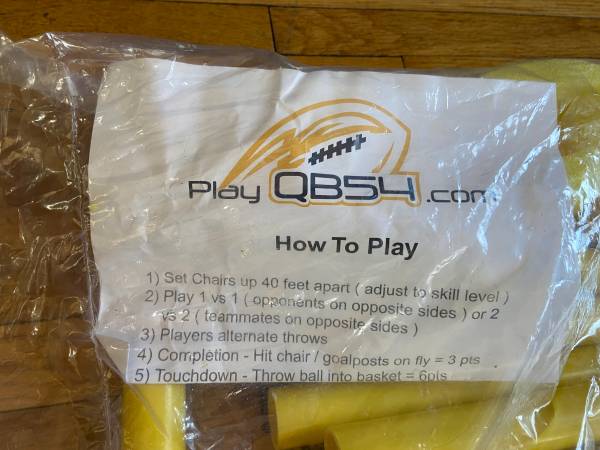 Play QB54 .com
How To Play
1) Set Chairs up 40 feet apart ( adjust to skill level )
2) Play 1 vs 1 ( opponents on opposite sides ) or 2
vs 2 ( teammates on opposite sides )
3) Players alternate throws
4) Completion - Hit chair / goalposts on fly = 3 pts
5) Touchdown - Throw ball into basket = 6pts